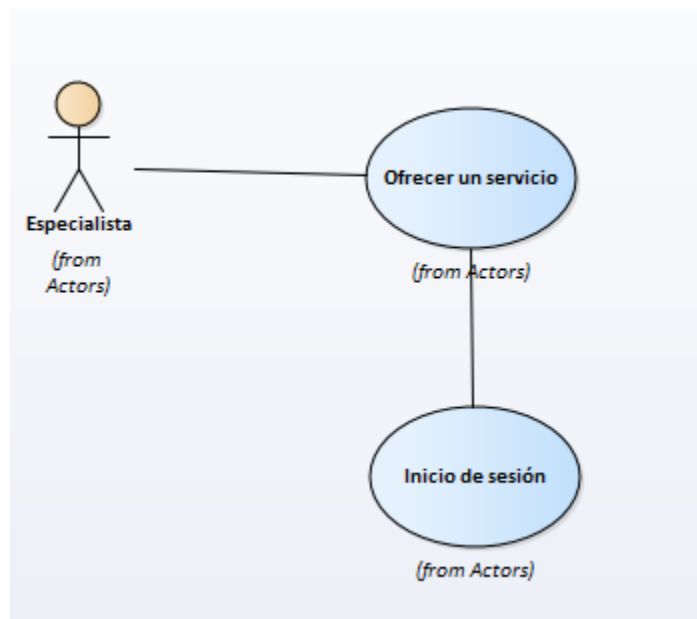 Ofrecer un servicio
Especialista
(from
Actors)
(from Actors)
Inicio de sesión
(from Actors)